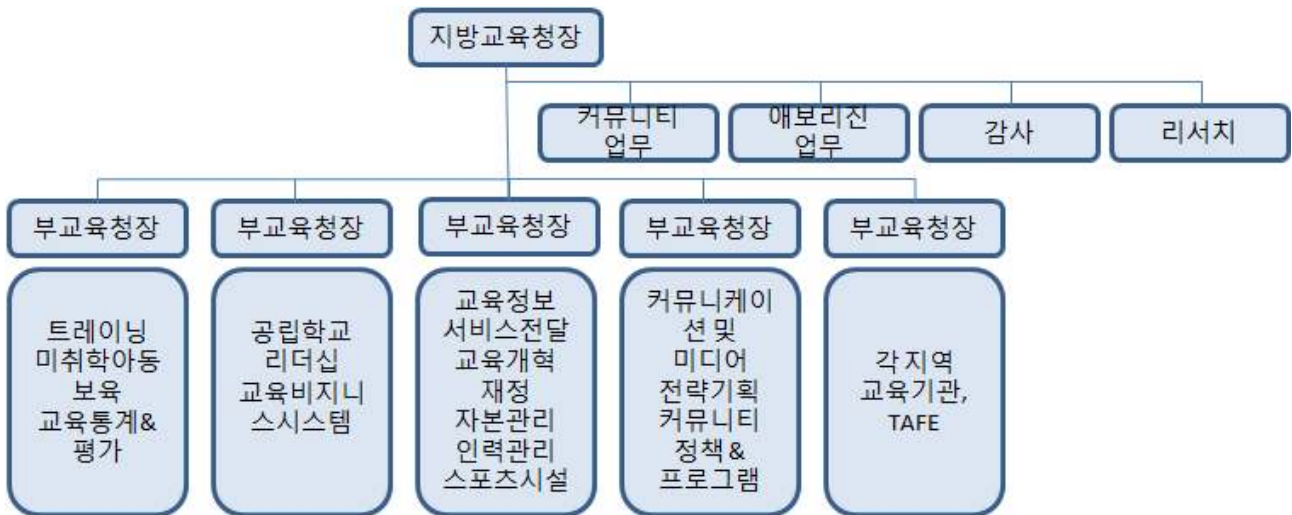 지방교육청장
커뮤니티
업무
애보리진
업무
감사
리서치
부교육청장
부교육청장
부교육청장
부교육청장
부교육청장
트레이닝
미취학아동
보육
교육통계&
평가
공립학교
리더십
교육비지니
스시스템
교육정보
서비스전달
교육개혁
재정
자본관리
인력관리
스포츠시설
커뮤니케이
션 및
미디어
전략기획
커뮤니티
정책&
프로그램
각 지역
교육기관,
TAFE